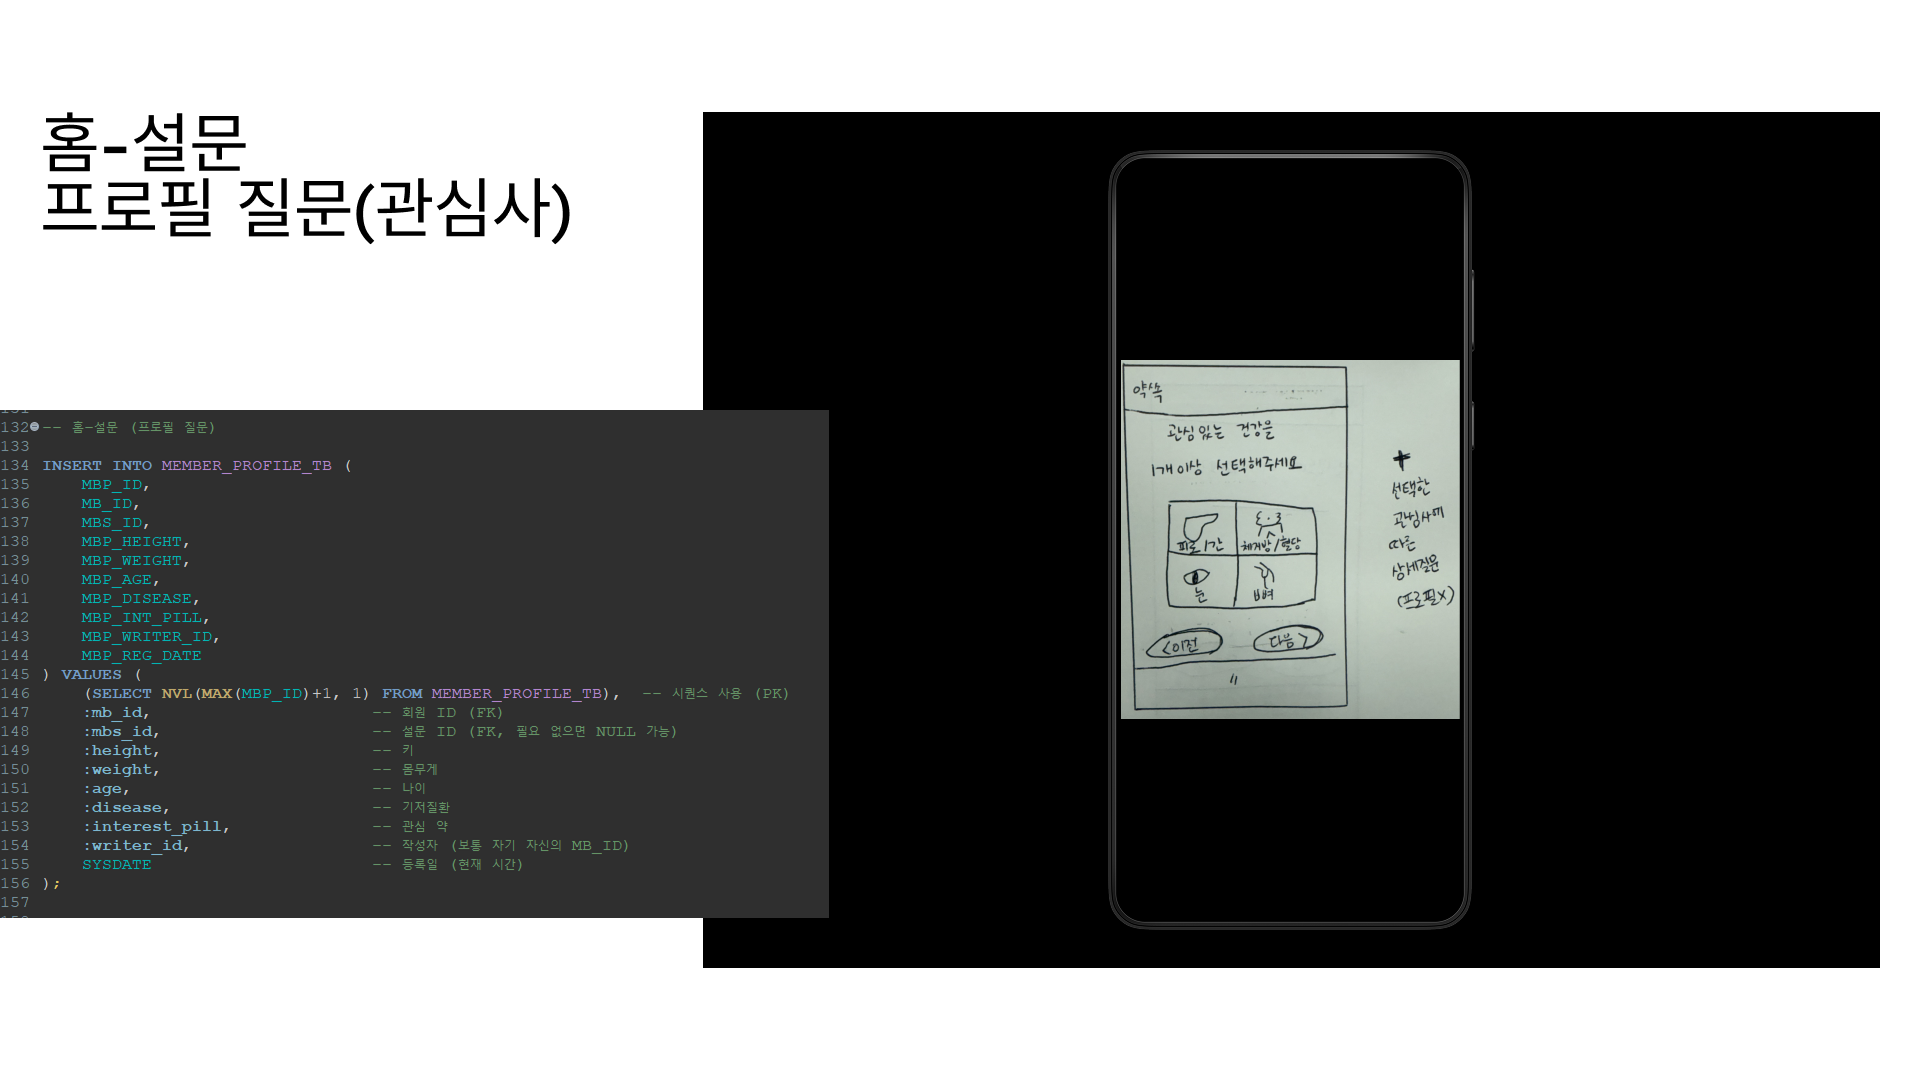 홈-설문
프로필 질문(관심사)
132 -- 홈-설문 (프로필 질문)
133
134 INSERT INTO MEMBER_PROFILE_TB (
135 MBP_ID,
136 MB_ID,
137 MBS_ID,
138 MBP_HEIGHT,
139 MBP_WEIGHT,
140 MBP_AGE,
141 MBP_DISEASE,
142 MBP_INT_PILL,
143 MBP_WRITER_ID,
144 MBP_REG_DATE
145 ) VALUES (
146 (SELECT NVL(MAX(MBP_ID)+1, 1) FROM MEMBER_PROFILE_TB), -- 시퀀스 사용 (PK)
147 :mb_id, -- 회원 ID (FK)
148 :mbs_id, -- 설문 ID (FK, 필요 없으면 NULL 가능)
149 :height, -- 키
150 :weight, -- 몸무게
151 :age, -- 나이
152 :disease, -- 기저질환
153 :interest_pill, -- 관심 약
154 :writer_id, -- 작성자 (보통 자기 자신의 MB_ID)
155 SYSDATE -- 등록일 (현재 시간)
156 );
157
약쏙
관심있는 건강을
1개 이상 선택해주세요
피로/간 체지방/혈당
눈 뼈
<이전 다음>
"
+
선택한
관심사에
따른
상세질문
(프로필X)